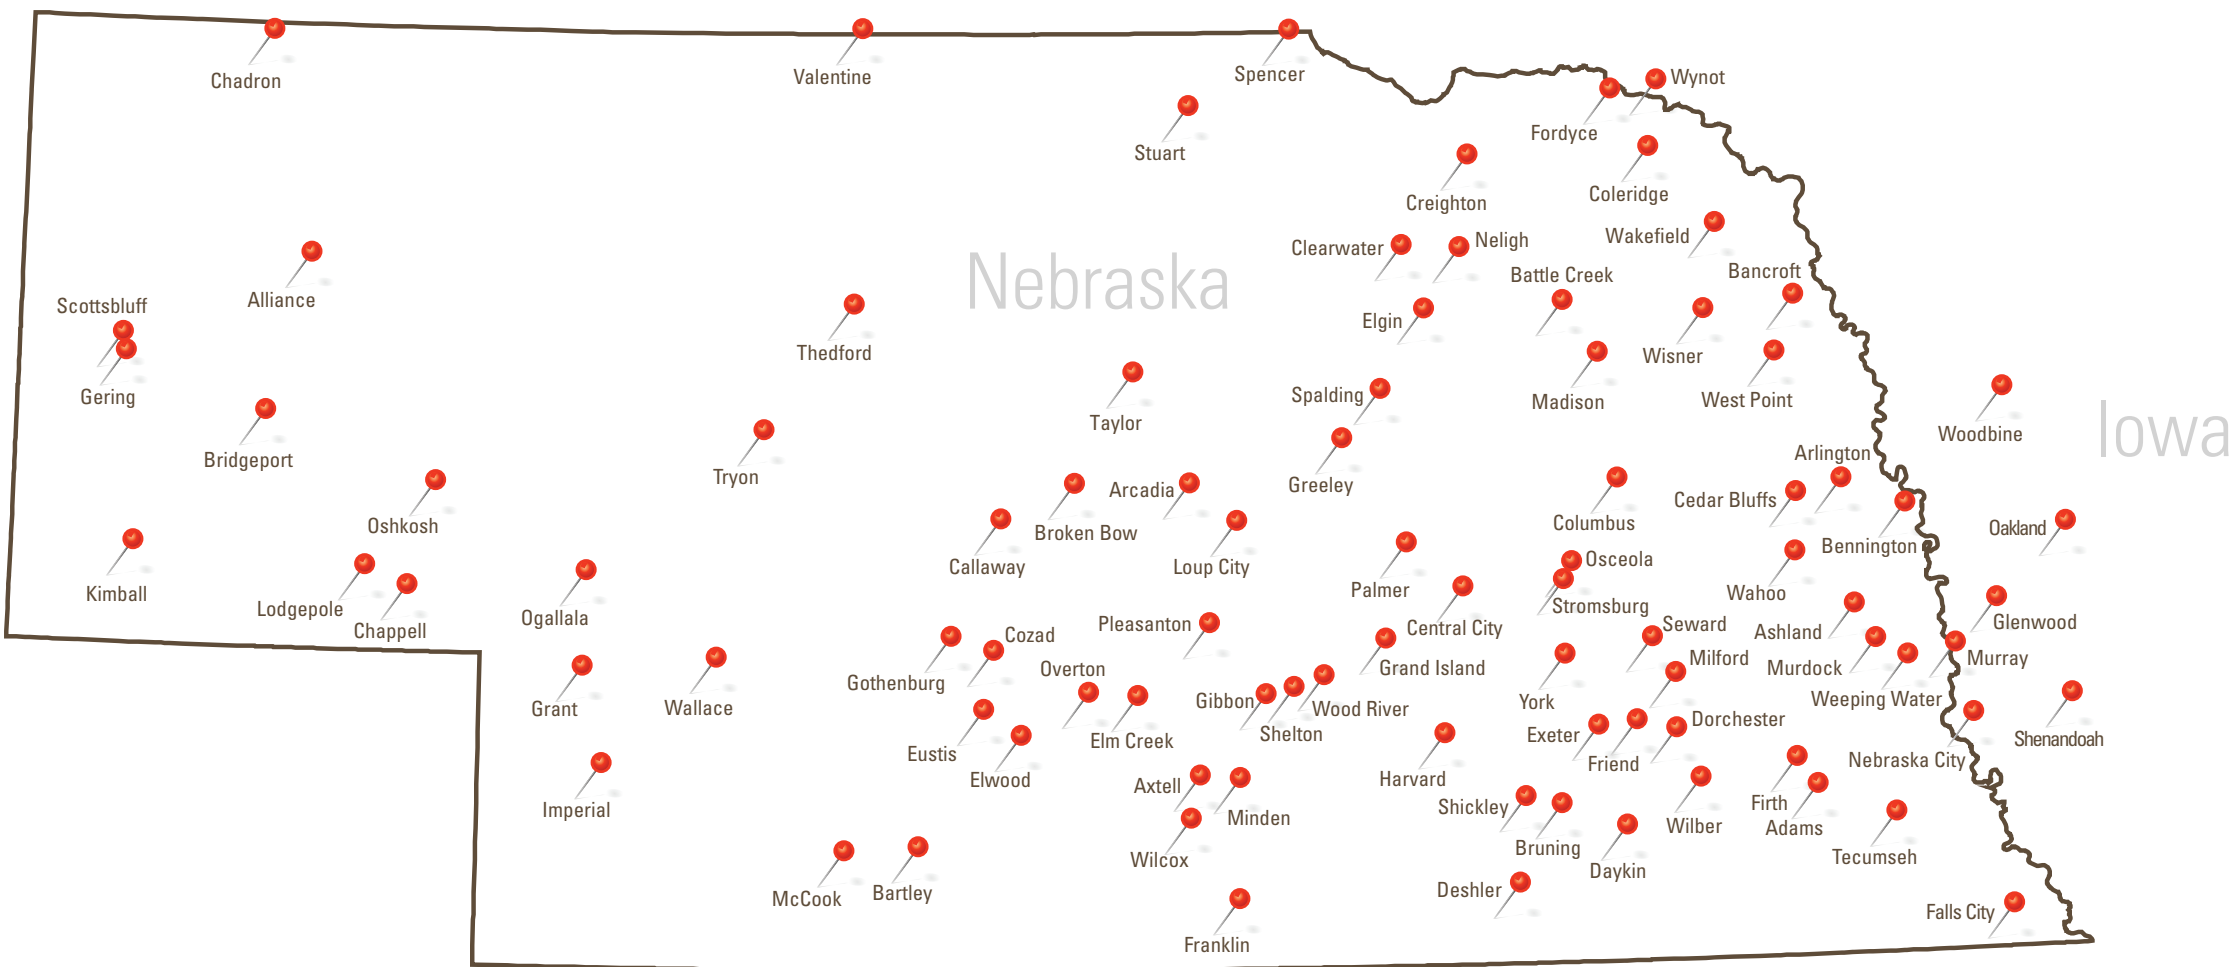 Spencer
Valentine
Wynot
Chadron
Fordyce
Stuart
Coleridge
Creighton
Wakefield
Neligh
Clearwater
Bancroft
Battle Creek
Nebraska
Alliance
Scottsbluff
Elgin
Thedford
Wisner
Spalding
Gering
West Point
Madison
Taylor
Woodbine
Iowa
Arlington
Bridgeport
Tryon
Greeley
Arcadia
Cedar Bluffs
Columbus
Oshkosh
Oakland
Broken Bow
Bennington
Osceola
Callaway
Loup City
Palmer
Kimball
Wahoo
Stromsburg
Lodgepole
Ogallala
Glenwood
Pleasanton
Seward
Central City
Chappell
Ashland
Cozad
Milford
Murray
Overton
Grand Island
Murdock
Gothenburg
Weeping Water
York
Gibbon
Wallace
Grant
Wood River
Dorchester
Shelton
Exeter
Shenandoah
Elm Creek
Eustis
Nebraska City
Friend
Harvard
Elwood
Axtell
Firth
Shickley
Imperial
Minden
Wilber
Adams
Bruning
Tecumseh
Wilcox
Daykin
Deshler
Bartley
McCook
Falls City
Franklin